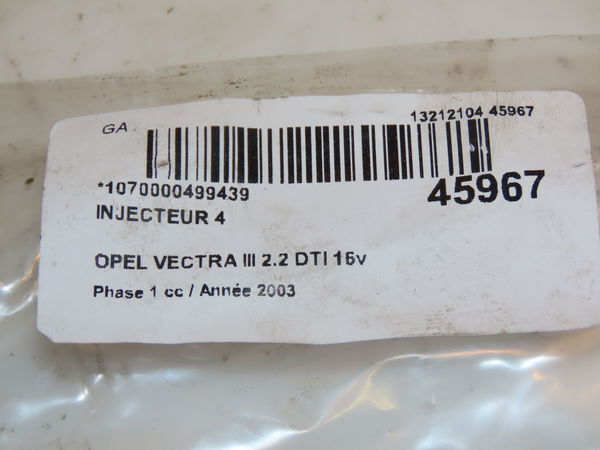 GA
13212104 45967
*1070000499439
45967
INJECTEUR 4
OPEL VECTRA III 2.2 DTI 16v
Phase 1 cc / Année 2003